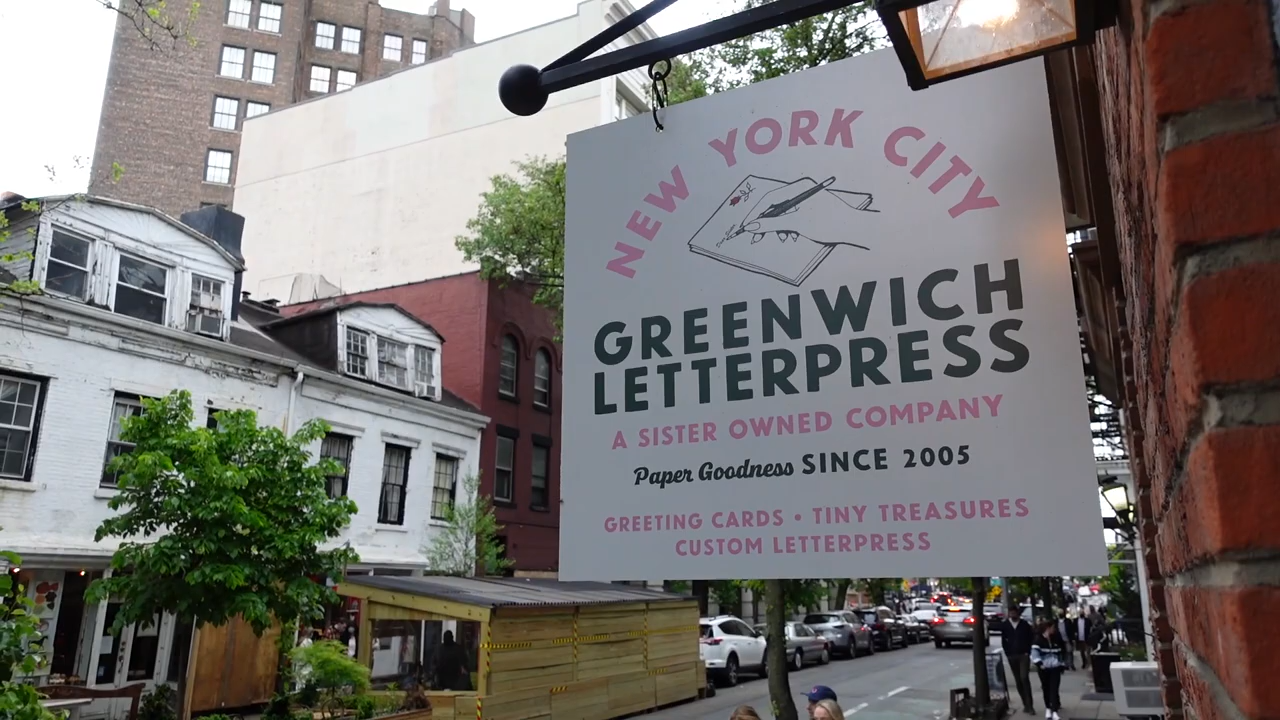 NEW YORK CITY
GREENWICH
LETTERPRESS
A SISTER OWNED COMPANY
Paper Goodness SINCE 2005
GREETING CARDS • TINY TREASURES
CUSTOM LETTERPRESS